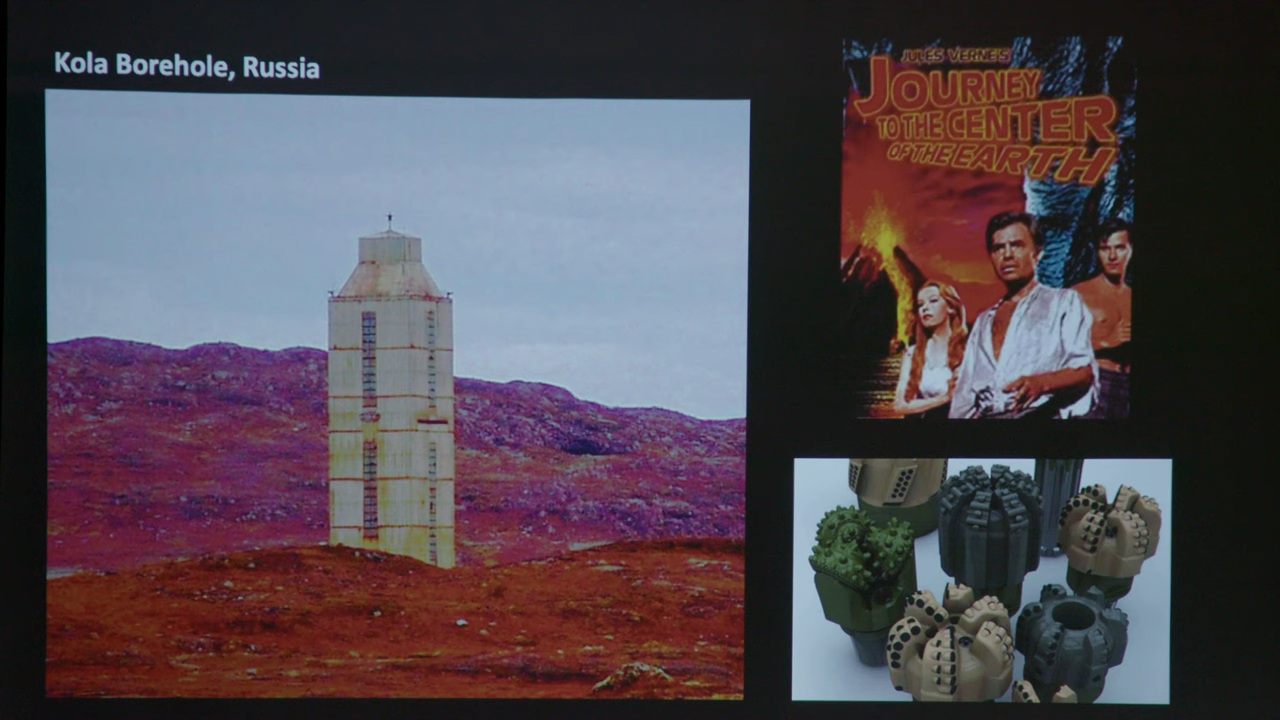 Kola Borehole, Russia
JULES VERNE'S
JOURNEY
TO THE CENTER
OF THE EARTH